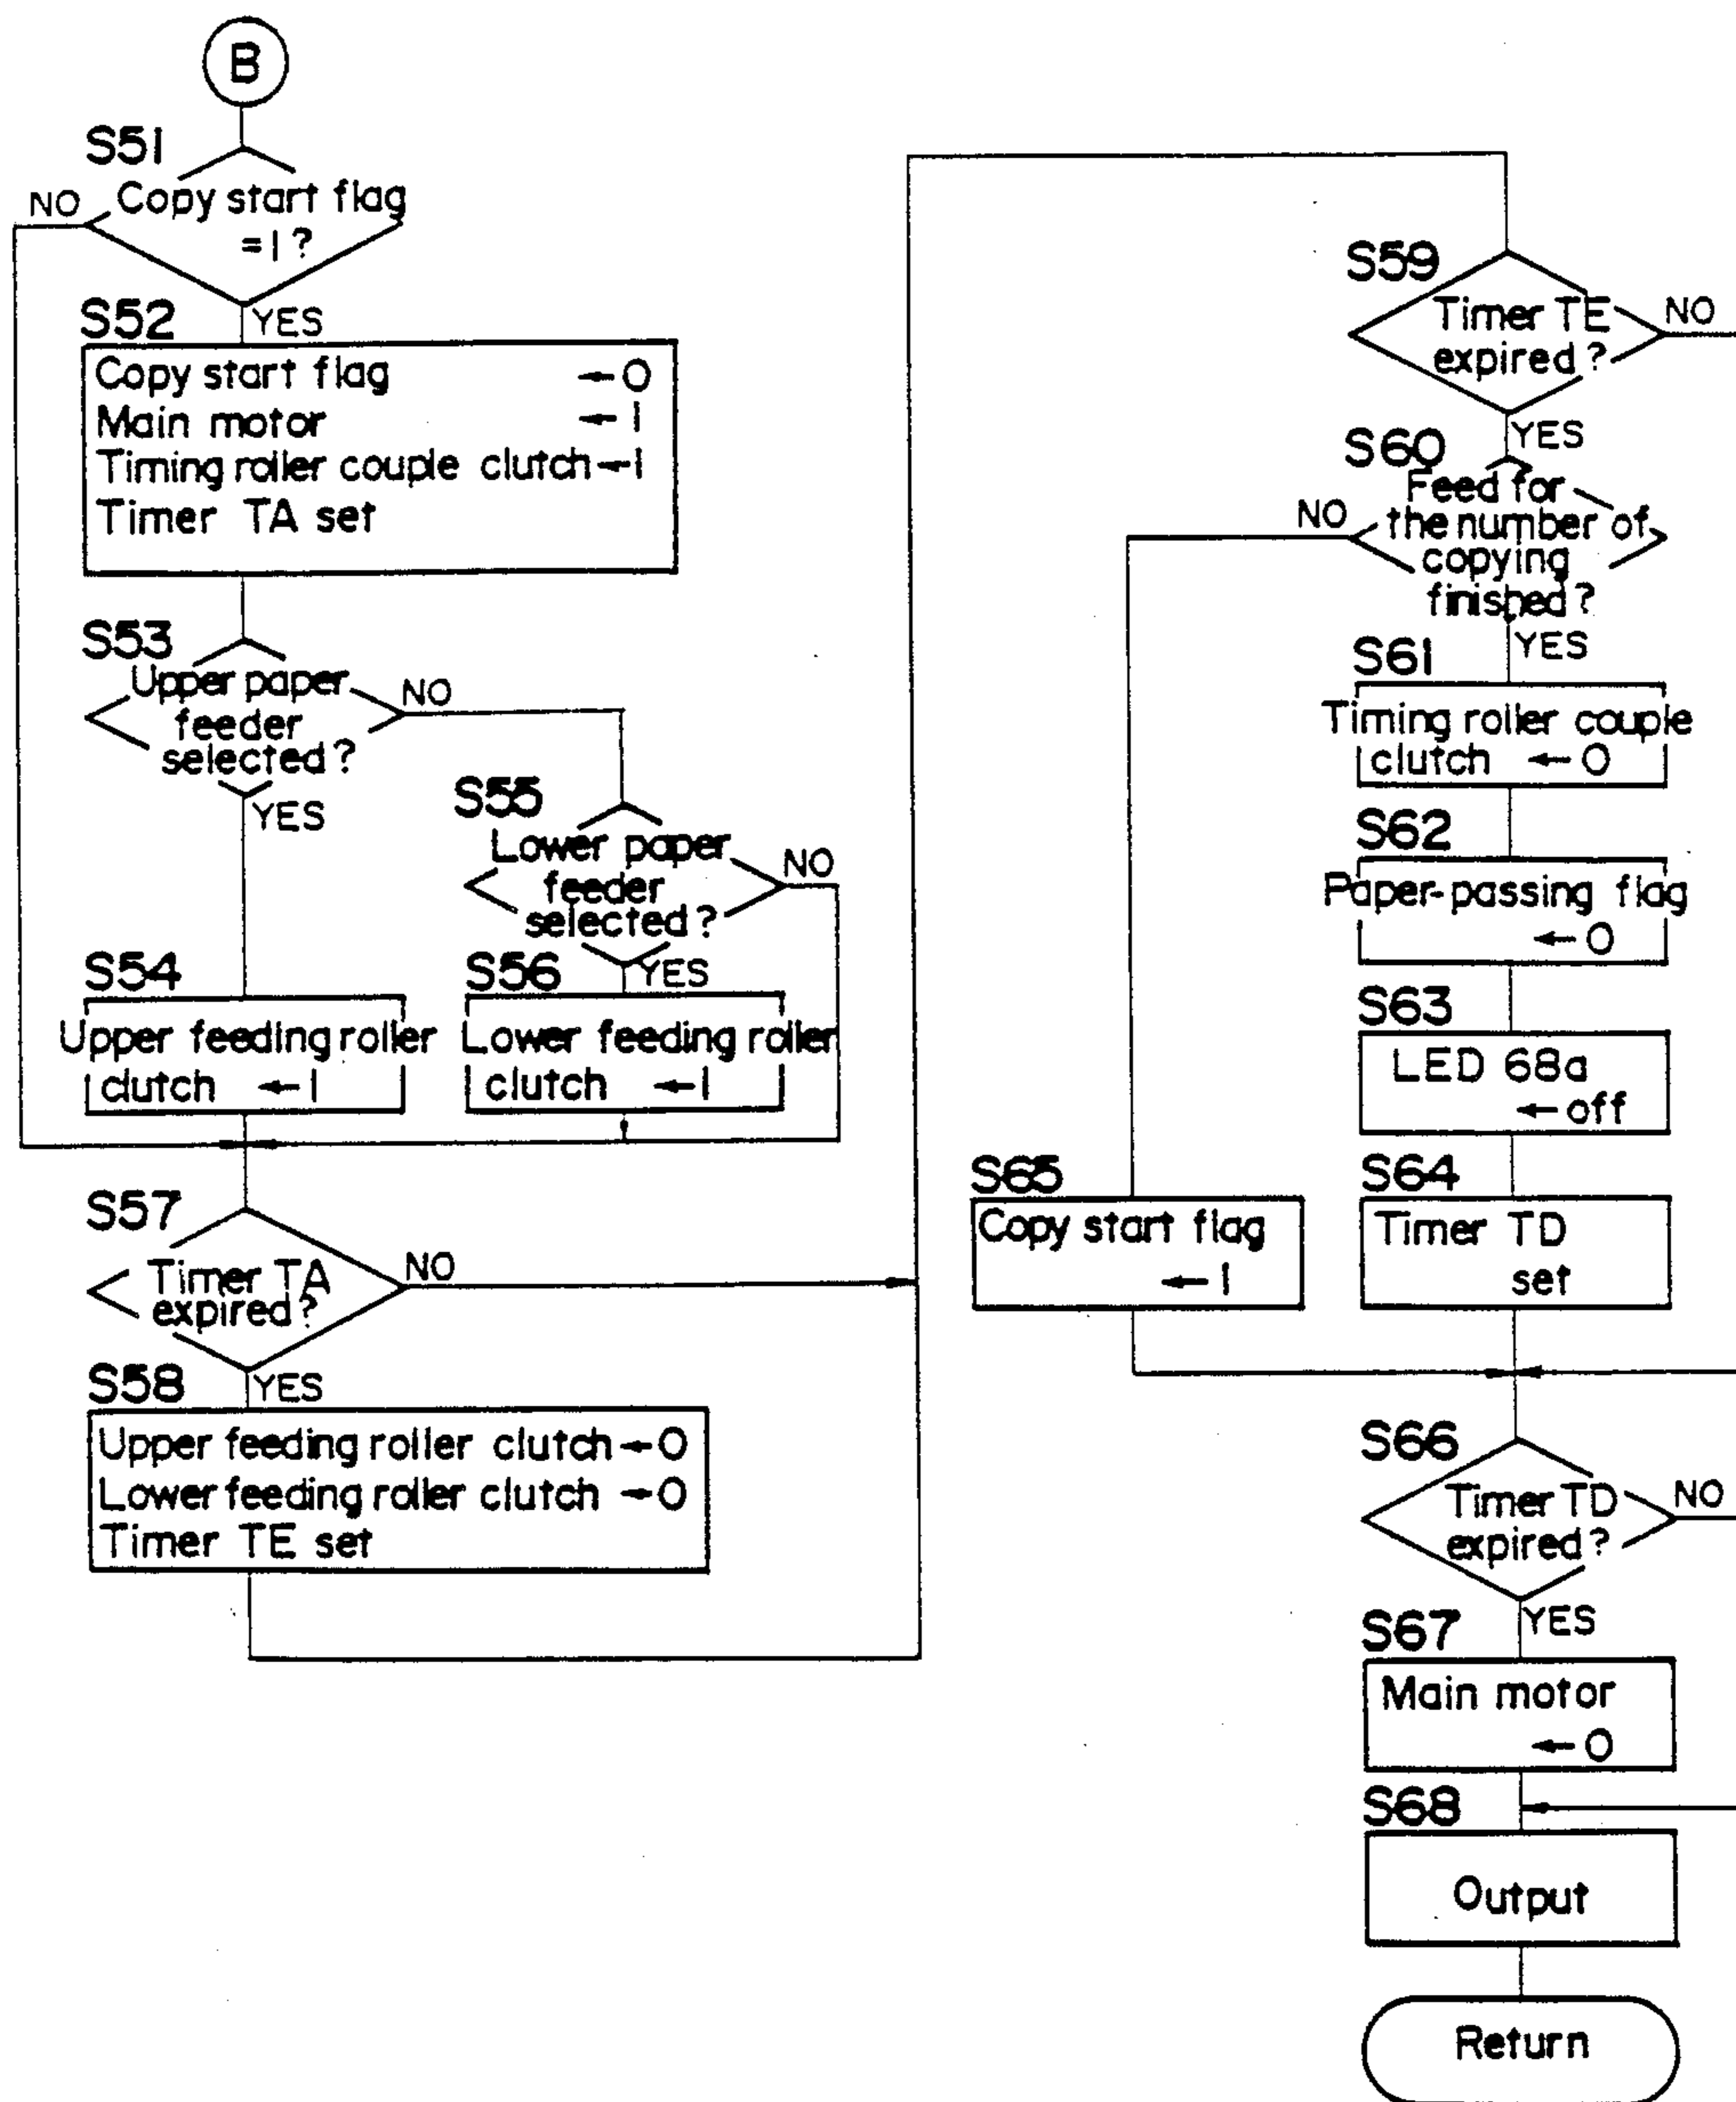 B
S51
Copy start flag
=1?
NO
YES
S52
Copy start flag ←0
Main motor ←1
Timing roller couple clutch←1
Timer TA set
S53
Upper paper
feeder
selected?
NO
YES
S55
Lower paper
feeder
selected?
NO
YES
S54
Upper feeding roller
clutch ←1
S56
Lower feeding roller
clutch ←1
S57
Timer TA
expired?
NO
YES
S58
Upper feeding roller clutch←0
Lower feeding roller clutch ←0
Timer TE set
S59
Timer TE
expired?
NO
YES
S60
Feed for
the number of
copying
finished?
NO
YES
S61
Timing roller couple
clutch ←0
S62
Paper-passing flag
←0
S63
LED 68a
←off
S64
Timer TD
set
S65
Copy start flag
←1
S66
Timer TD
expired?
NO
YES
S67
Main motor
←0
S68
Output
Return